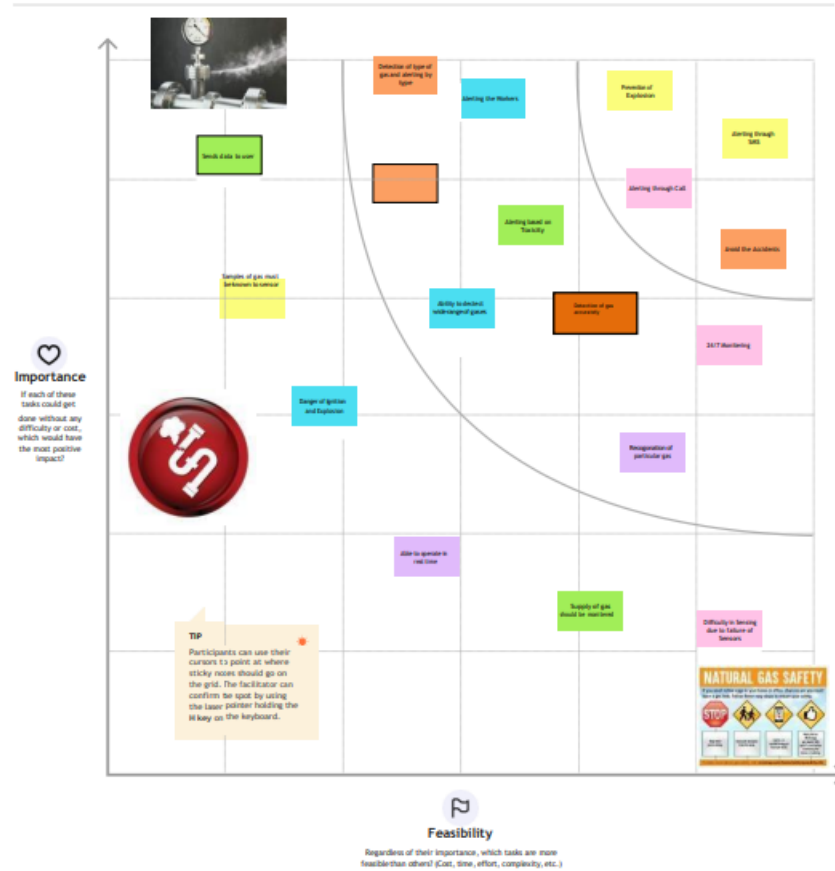 Detection of type of
gas and alerting by
type
Alerting the Workers
Prevention of
Explosion
Alerting through
SMS
Sends data to user
Alerting through Call
Alerting based on
Toxicity
Avoid the Accidents
Samples of gas must
be known to sensor
Ability to detect
wide range of gases
Detection of gas
accurately
24/7 Monitoring
Importance
If each of these
tasks could get
done without any
difficulty or cost,
which would have
the most positive
impact?
Danger of Ignition
and Explosion
Recogonation of
particular gas
Able to operate in
real time
Supply of gas
should be monitered
Difficulty in Sensing
due to failure of
Sensors
TIP
Participants can use their
cursors to point at where
sticky notes should go on
the grid. The facilitator can
confirm the spot by using
the laser pointer holding the
H key on the keyboard.
NATURAL GAS SAFETY
STOP
Feasibility
Regardless of their importance, which tasks are more
feasible than others? (Cost, time, effort, complexity, etc.)